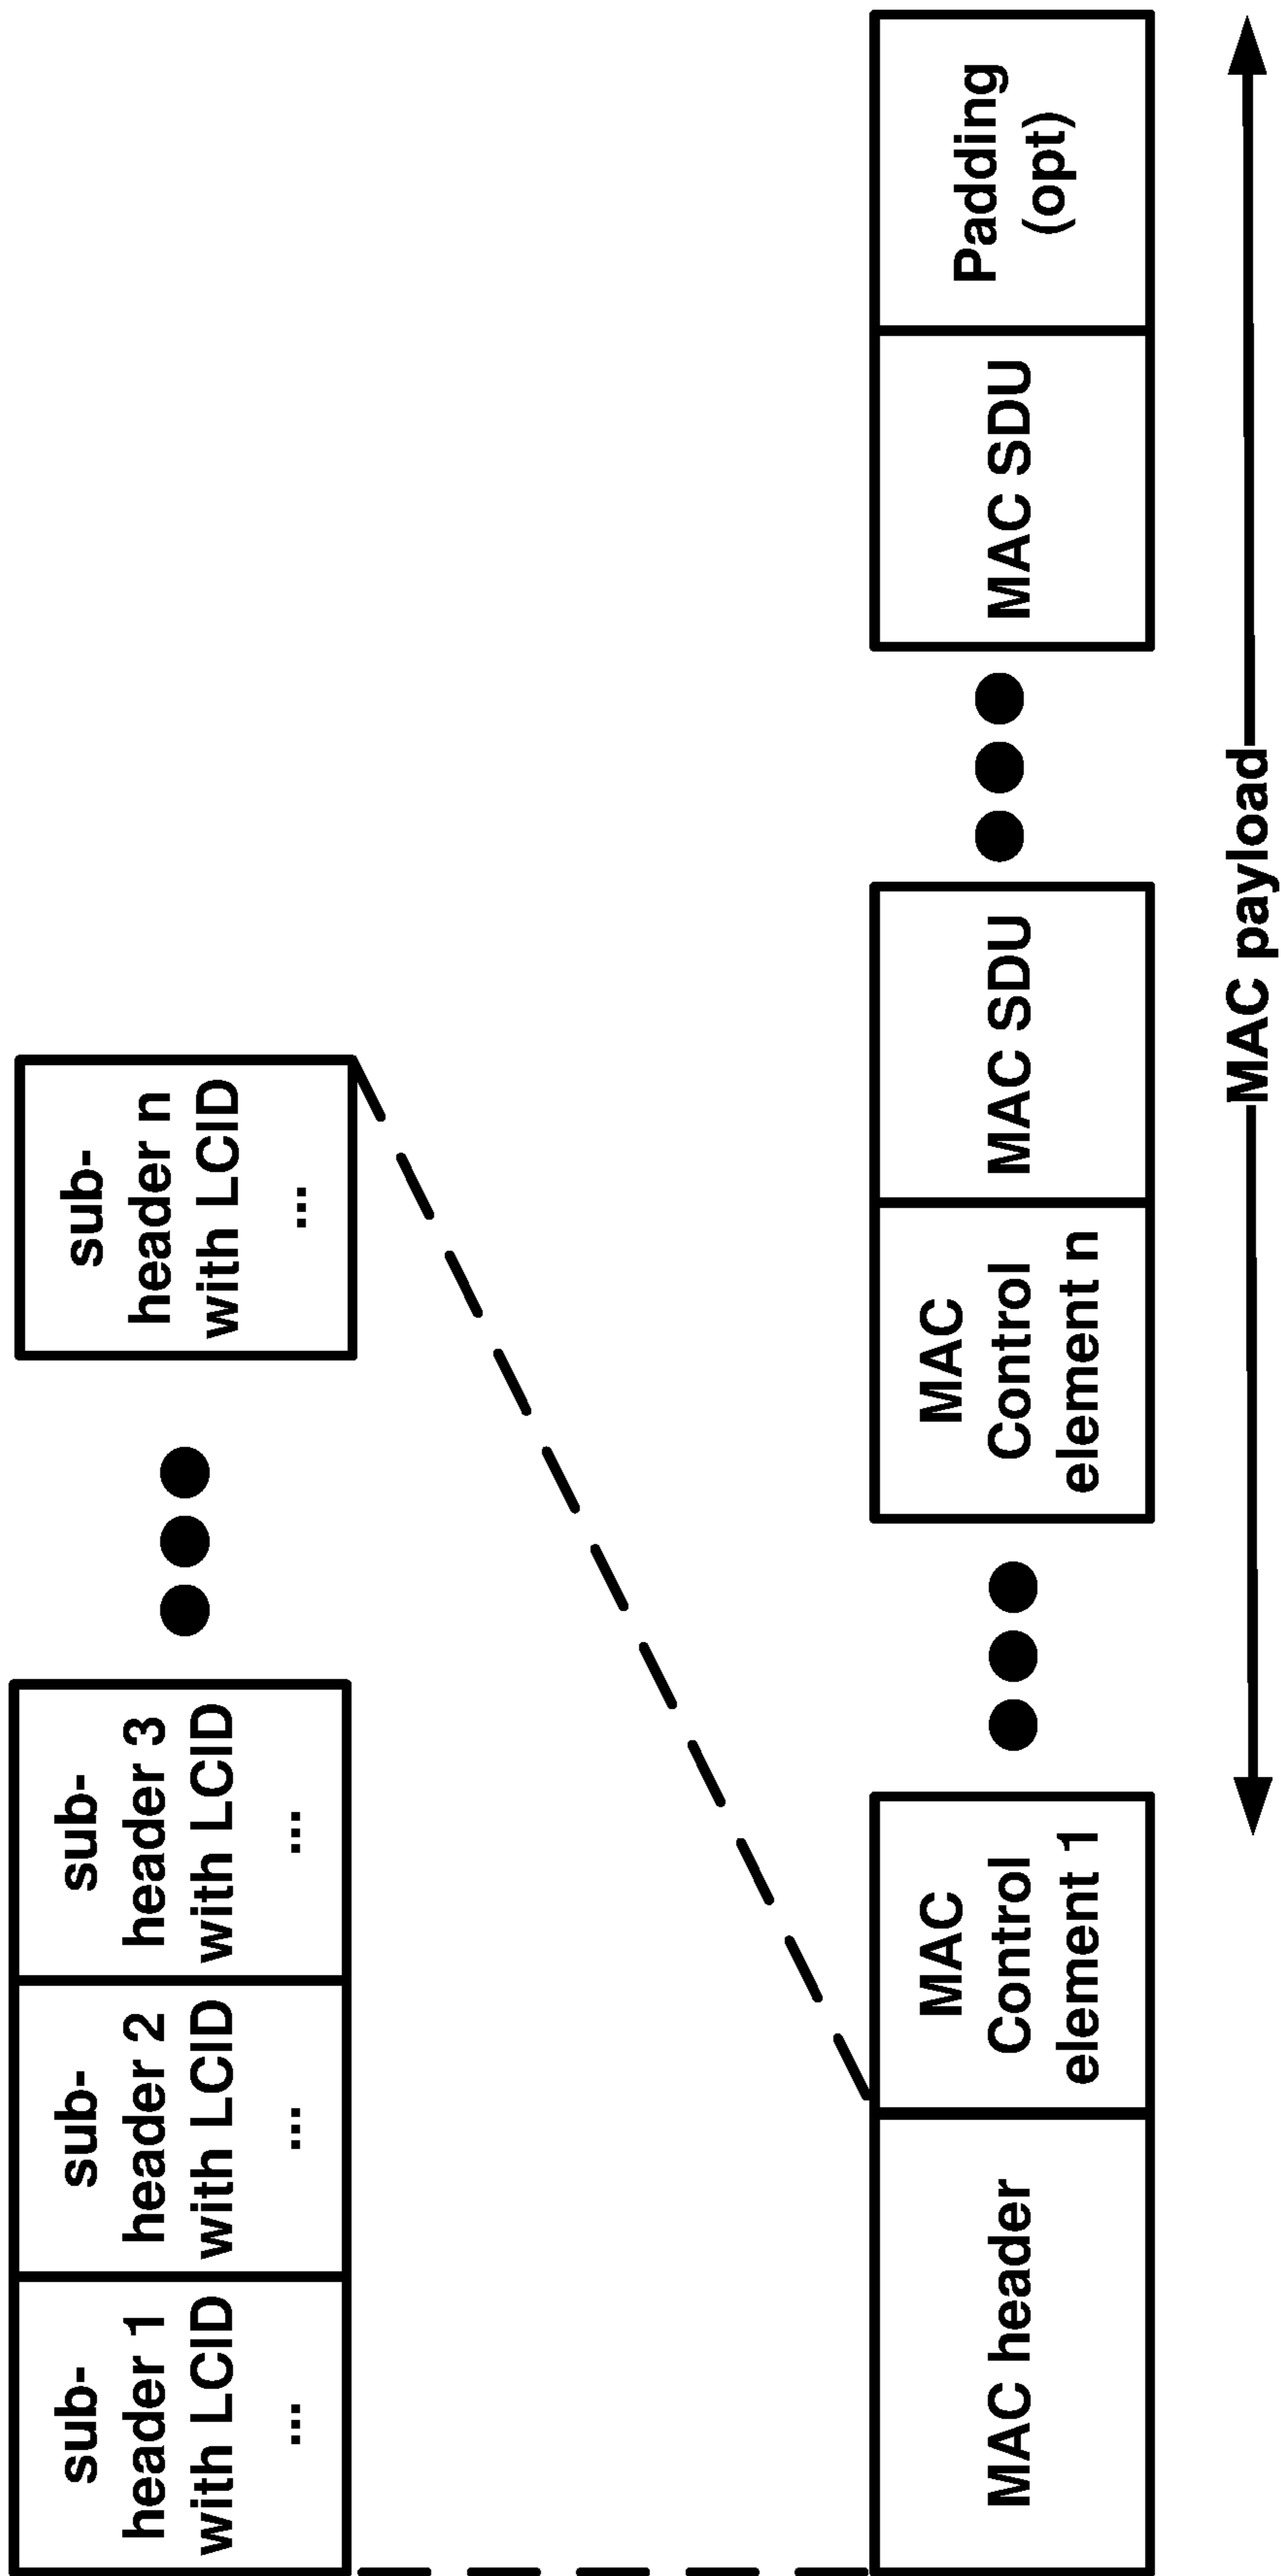 sub-
header 1
with LCID
...
sub-
header 2
with LCID
...
sub-
header 3
with LCID
...
sub-
header n
with LCID
...
MAC header
MAC
Control
element 1
MAC
Control
element n
MAC SDU
MAC SDU
Padding
(opt)
MAC payload